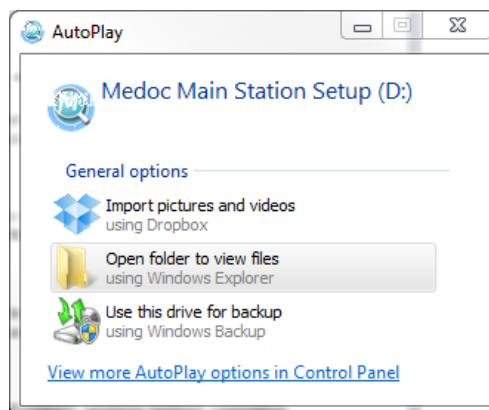 AutoPlay
Medoc Main Station Setup (D:)
General options
Import pictures and videos
using Dropbox
Open folder to view files
using Windows Explorer
Use this drive for backup
using Windows Backup
View more AutoPlay options in Control Panel